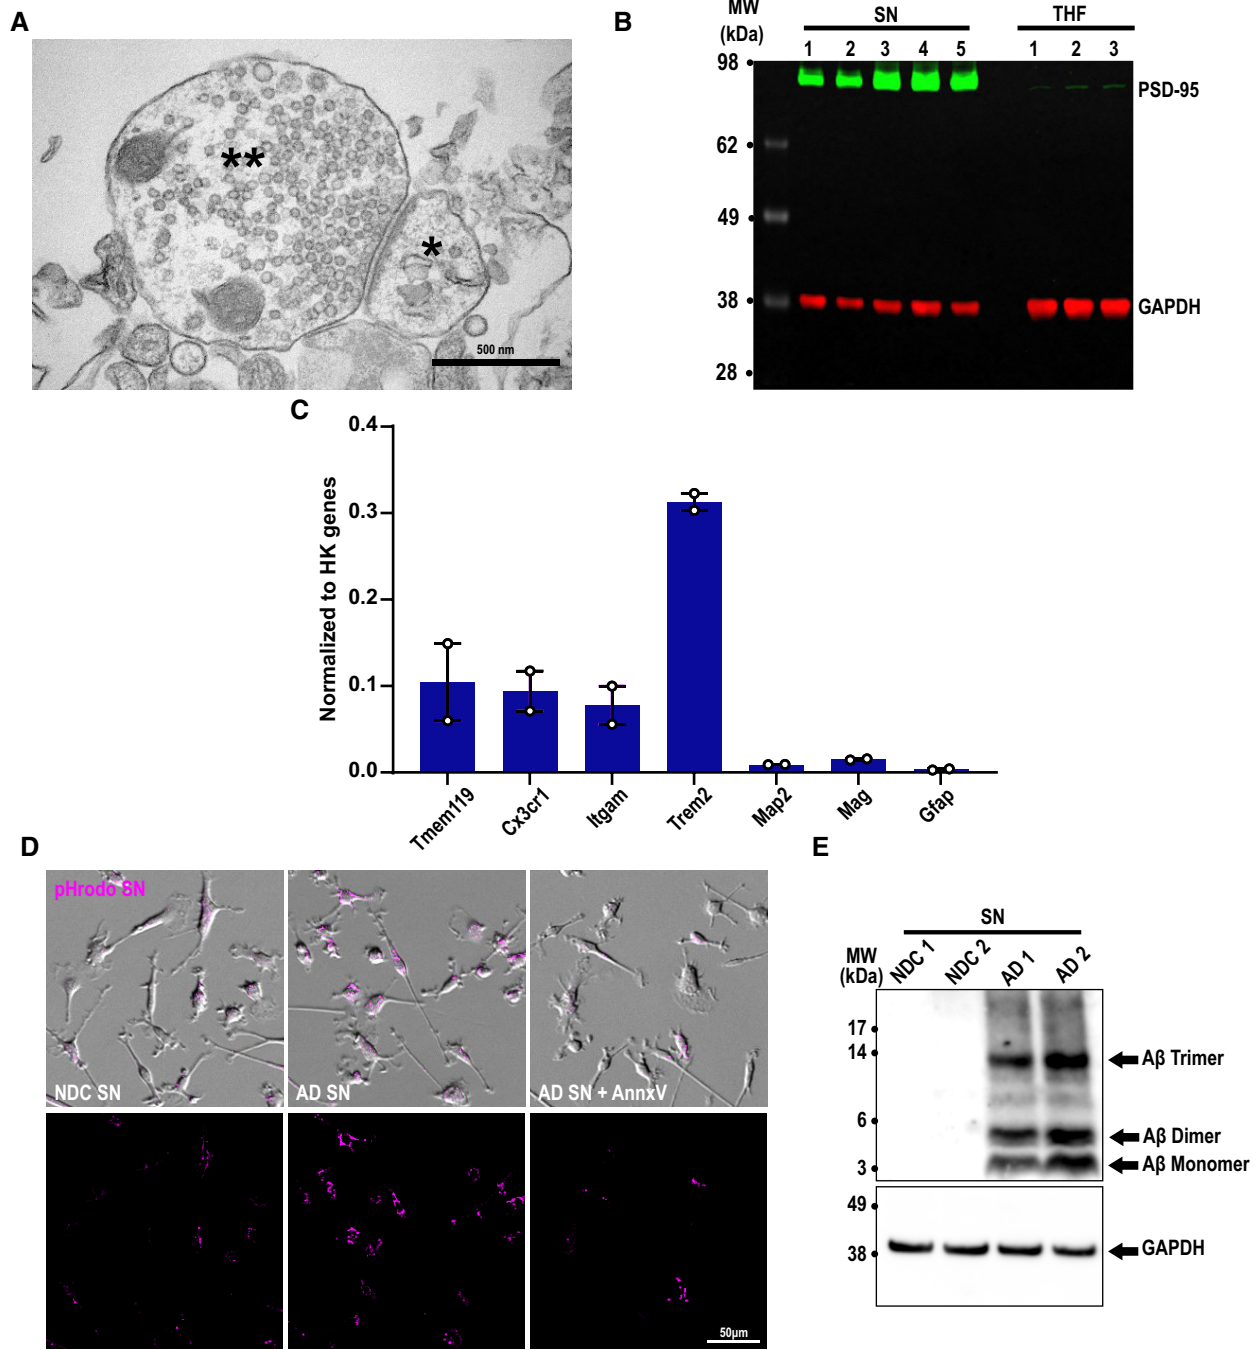 A
**
*
500 nm
B
MW
(kDa)
SN
THF
1 2 3 4 5
1 2 3
98
62
49
38
28
PSD-95
GAPDH
C
Normalized to HK genes
0.4
0.3
0.2
0.1
0.0
Tmem119
Cx3cr1
Itgam
Trem2
Map2
Mag
Gfap
D
pHrodo SN
NDC SN
AD SN
AD SN + AnnxV
50µm
E
SN
MW
(kDa)
NDC 1
NDC 2
AD 1
AD 2
17
14
6
3
Aβ Trimer
Aβ Dimer
Aβ Monomer
49
38
GAPDH